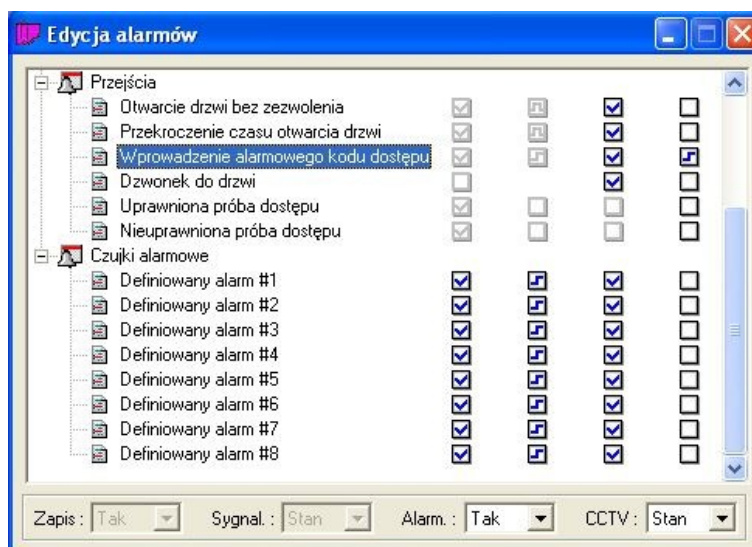 Edycja alarmów
Przejścia
Otwarcie drzwi bez zezwolenia
Przekroczenie czasu otwarcia drzwi
Wprowadzenie alarmowego kodu dostępu
Dzwonek do drzwi
Uprawniona próba dostępu
Nieuprawniona próba dostępu
Czujki alarmowe
Definiowany alarm #1
Definiowany alarm #2
Definiowany alarm #3
Definiowany alarm #4
Definiowany alarm #5
Definiowany alarm #6
Definiowany alarm #7
Definiowany alarm #8
Zapis : Tak Sygnal. : Stan Alarm. : Tak CCTV : Stan